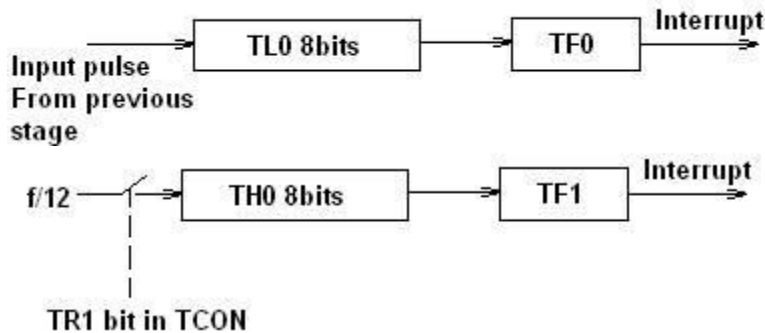 Interrupt
TL0 8bits
TF0
Input pulse
From previous
stage
Interrupt
f/12
TH0 8bits
TF1
TR1 bit in TCON